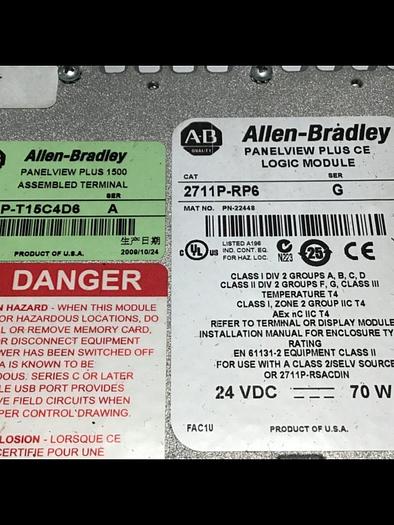 Allen-Bradley
PANELVIEW PLUS 1500
ASSEMBLED TERMINAL
SER
P-T15C4D6 A
生产日期
PRODUCT OF U.S.A. 2009/10/24
DANGER
HAZARD - WHEN THIS MODULE
OR HAZARDOUS LOCATIONS, DO
OR REMOVE MEMORY CARD,
OR DISCONNECT EQUIPMENT
HAS BEEN SWITCHED OFF
A IS KNOWN TO BE
DOUS. SERIES C OR LATER
LE USB PORT PROVIDES
VE FIELD CIRCUITS WHEN
PER CONTROL DRAWING.
LOSION - LORSQUE CE
CERTIFIE POUR UNE
AB
QUALITY
Allen-Bradley
PANELVIEW PLUS CE
LOGIC MODULE
CAT SER
2711P-RP6 G
MAT NO. PN-22448
C UL US
LISTED A196
IND. CONT. EQ.
FOR HAZ. LOC.
N223
25
CLASS I DIV 2 GROUPS A, B, C, D
CLASS II DIV 2 GROUPS F, G, CLASS III
TEMPERATURE T4
CLASS I, ZONE 2 GROUP IIC T4
AEx nC IIC T4
REFER TO TERMINAL OR DISPLAY MODULE
INSTALLATION MANUAL FOR ENCLOSURE TY
RATING
EN 61131-2 EQUIPMENT CLASS II
FOR USE WITH A CLASS 2/SELV SOURCE
OR 2711P-RSACDIN
24 VDC 70 W
FAC1U PRODUCT OF U.S.A.